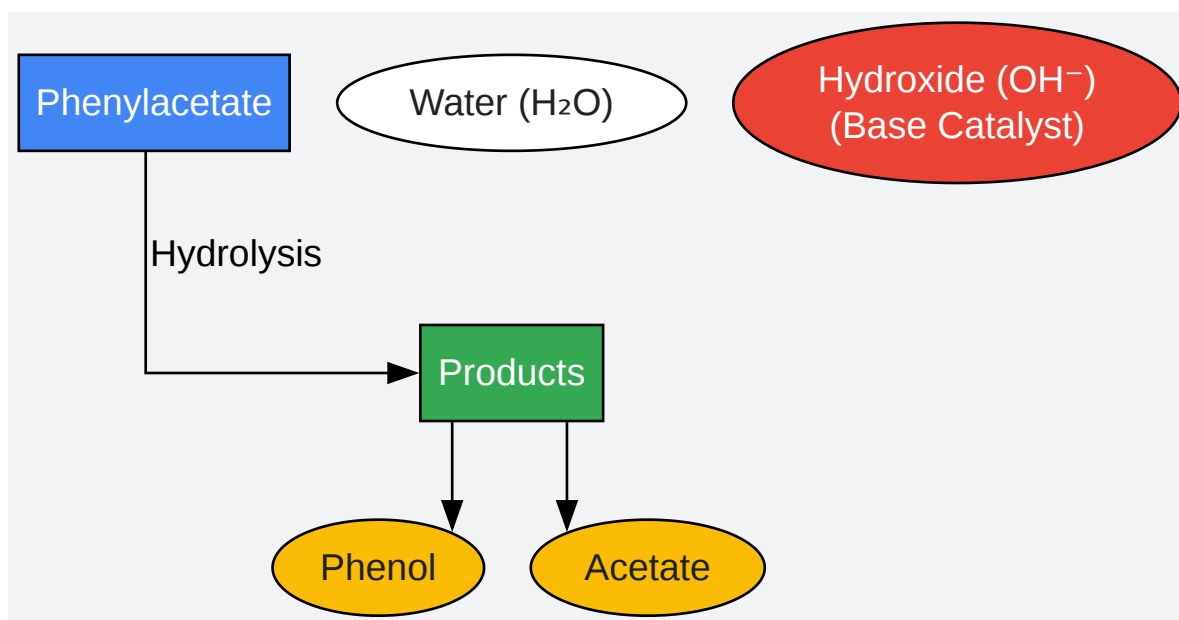 Phenylacetate
Water (H₂O)
Hydroxide (OH⁻)
(Base Catalyst)
Hydrolysis
Products
Phenol
Acetate